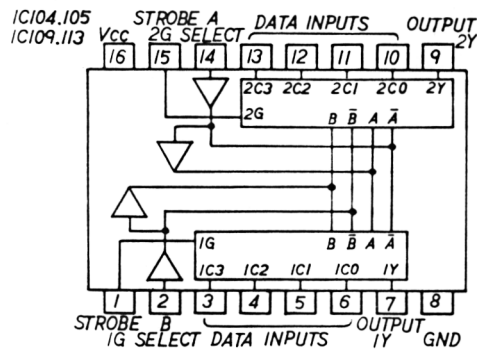 IC104.105
IC109.113
STROBE A
2G SELECT
DATA INPUTS
OUTPUT
2Y
Vcc
16 15 14 13 12 11 10 9
2C3 2C2 2C1 2C0 2Y
2G
B B̅ A A̅
B B̅ A A̅
1G
1C3 1C2 1C1 1C0 1Y
1 2 3 4 5 6 7 8
STROBE B
1G SELECT
DATA INPUTS
OUTPUT
1Y
GND